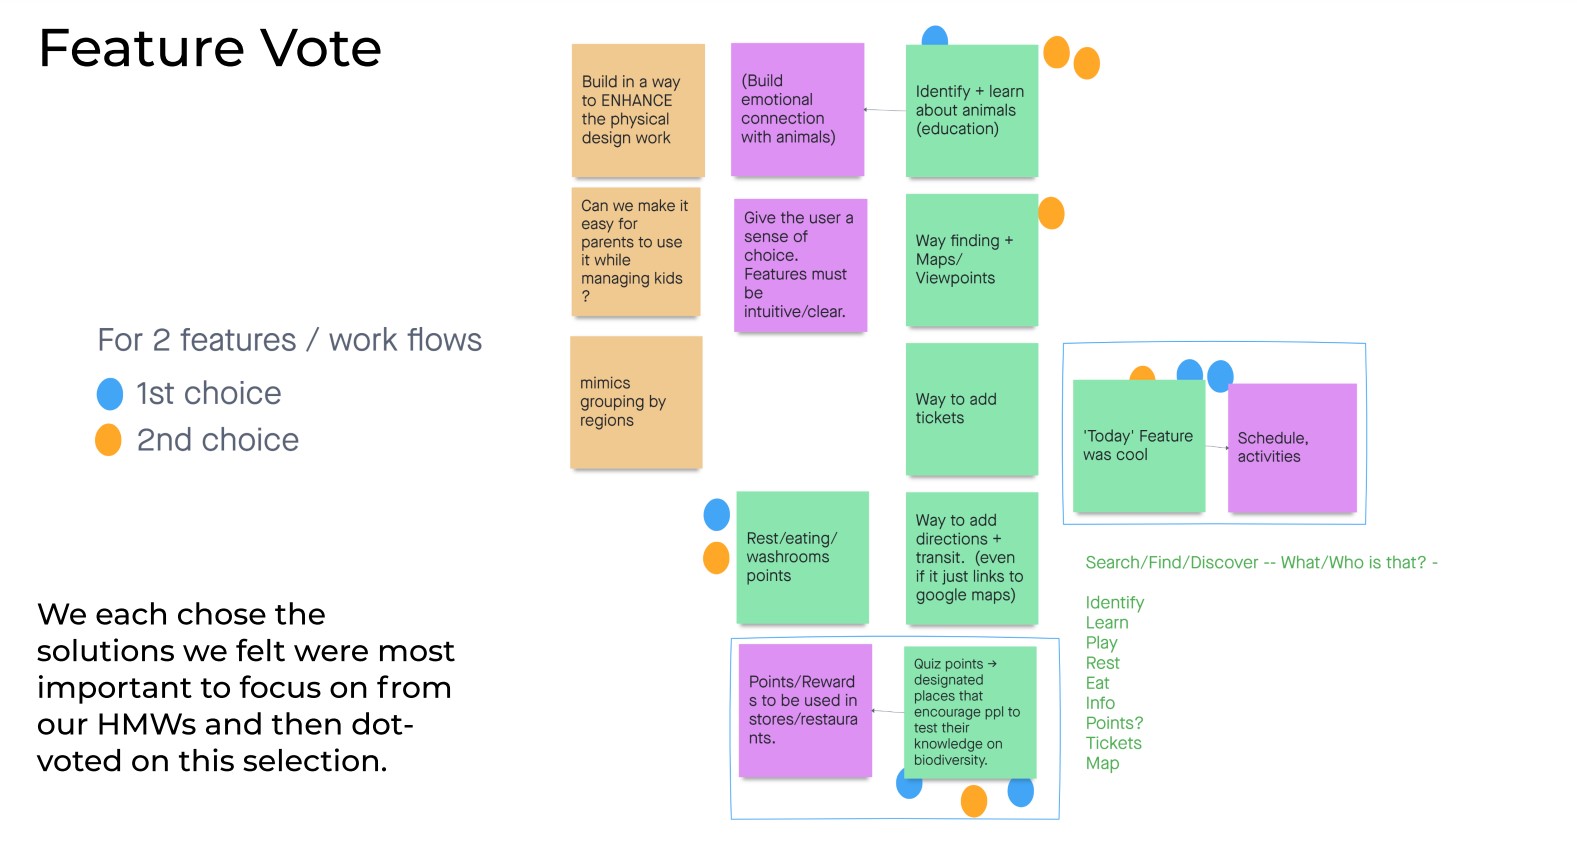 Feature Vote
For 2 features / work flows
1st choice
2nd choice
We each chose the
solutions we felt were most
important to focus on from
our HMWs and then dot-
voted on this selection.
Build in a way
to ENHANCE
the physical
design work
(Build
emotional
connection
with animals)
Identify + learn
about animals
(education)
Can we make it
easy for
parents to use
it while
managing kids
?
Give the user a
sense of
choice.
Features must
be
intuitive/clear.
Way finding +
Maps/
Viewpoints
mimics
grouping by
regions
Way to add
tickets
'Today' Feature
was cool
Schedule,
activities
Rest/eating/
washrooms
points
Way to add
directions +
transit.  (even
if it just links to
google maps)
Points/Reward
s to be used in
stores/restaura
nts.
Quiz points →
designated
places that
encourage ppl to
test their
knowledge on
biodiversity.
Search/Find/Discover -- What/Who is that? -
Identify
Learn
Play
Rest
Eat
Info
Points?
Tickets
Map